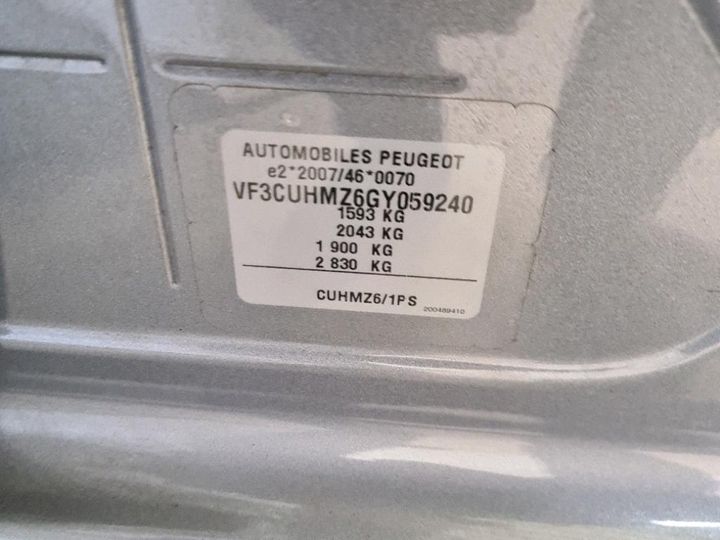 AUTOMOBILES PEUGEOT
e2*2007/46*0070
VF3CUHMZ6GY059240
1593 KG
2043 KG
1 900 KG
2 830 KG
CUHMZ6/1PS
200489410